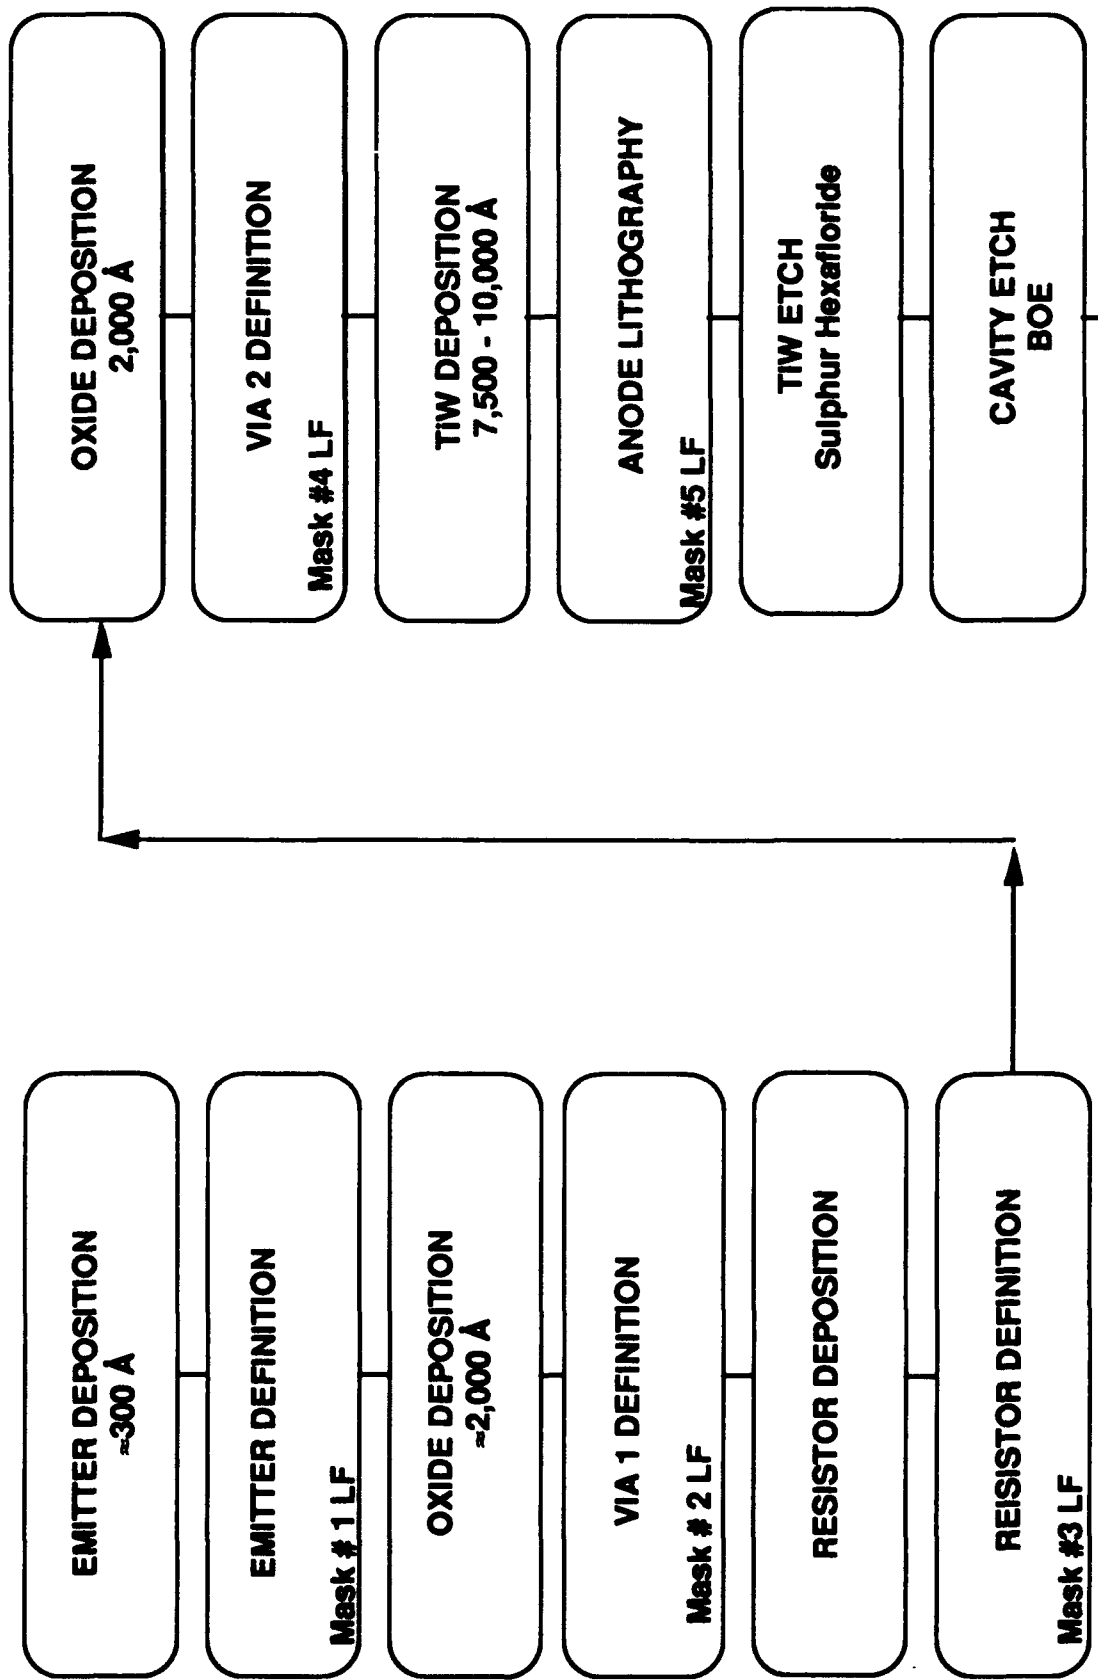 EMITTER DEPOSITION
≈300 Å
EMITTER DEFINITION
Mask # 1 LF
OXIDE DEPOSITION
≈2,000 Å
VIA 1 DEFINITION
Mask # 2 LF
RESISTOR DEPOSITION
REISISTOR DEFINITION
Mask #3 LF
OXIDE DEPOSITION
2,000 Å
VIA 2 DEFINITION
Mask #4 LF
TiW DEPOSITION
7,500 - 10,000 Å
ANODE LITHOGRAPHY
Mask #5 LF
TiW ETCH
Sulphur Hexafloride
CAVITY ETCH
BOE